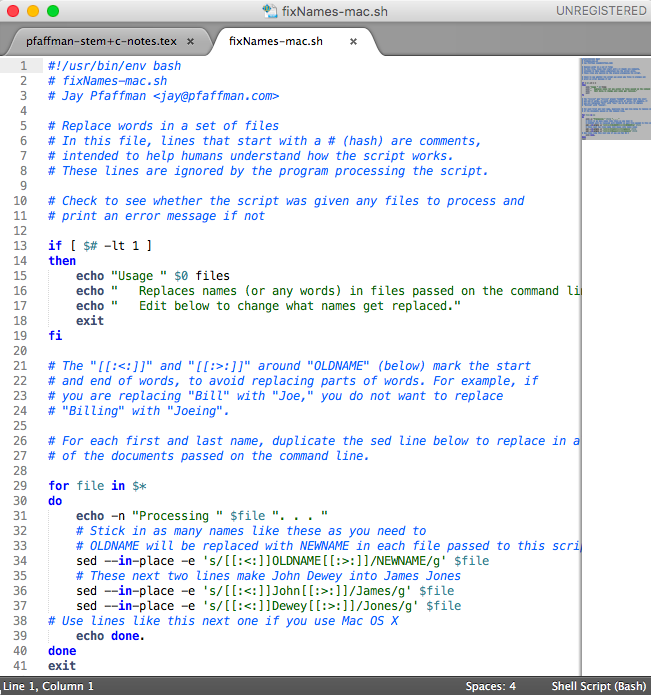 fixNames-mac.sh
UNREGISTERED
pfaffman-stem+c-notes.tex ×
fixNames-mac.sh ×
1 #!/usr/bin/env bash
2 # fixNames-mac.sh
3 # Jay Pfaffman <jay@pfaffman.com>
4
5 # Replace words in a set of files
6 # In this file, lines that start with a # (hash) are comments,
7 # intended to help humans understand how the script works.
8 # These lines are ignored by the program processing the script.
9
10 # Check to see whether the script was given any files to process and
11 # print an error message if not
12
13 if [ $# -lt 1 ]
14 then
15     echo "Usage " $0 files
16     echo "   Replaces names (or any words) in files passed on the command lin
17     echo "   Edit below to change what names get replaced."
18     exit
19 fi
20
21 # The "[[:<:]]" and "[[:>:]]" around "OLDNAME" (below) mark the start
22 # and end of words, to avoid replacing parts of words. For example, if
23 # you are replacing "Bill" with "Joe," you do not want to replace
24 # "Billing" with "Joeing".
25
26 # For each first and last name, duplicate the sed line below to replace in a
27 # of the documents passed on the command line.
28
29 for file in $*
30 do
31     echo -n "Processing " $file ". . . "
32     # Stick in as many names like these as you need to
33     # OLDNAME will be replaced with NEWNAME in each file passed to this scrip
34     sed --in-place -e 's/[[:<:]]OLDNAME[[:>:]]/NEWNAME/g' $file
35     # These next two lines make John Dewey into James Jones
36     sed --in-place -e 's/[[:<:]]John[[:>:]]/James/g' $file
37     sed --in-place -e 's/[[:<:]]Dewey[[:>:]]/Jones/g' $file
38 # Use lines like this next one if you use Mac OS X
39     echo done.
40 done
41 exit
Line 1, Column 1
Spaces: 4
Shell Script (Bash)